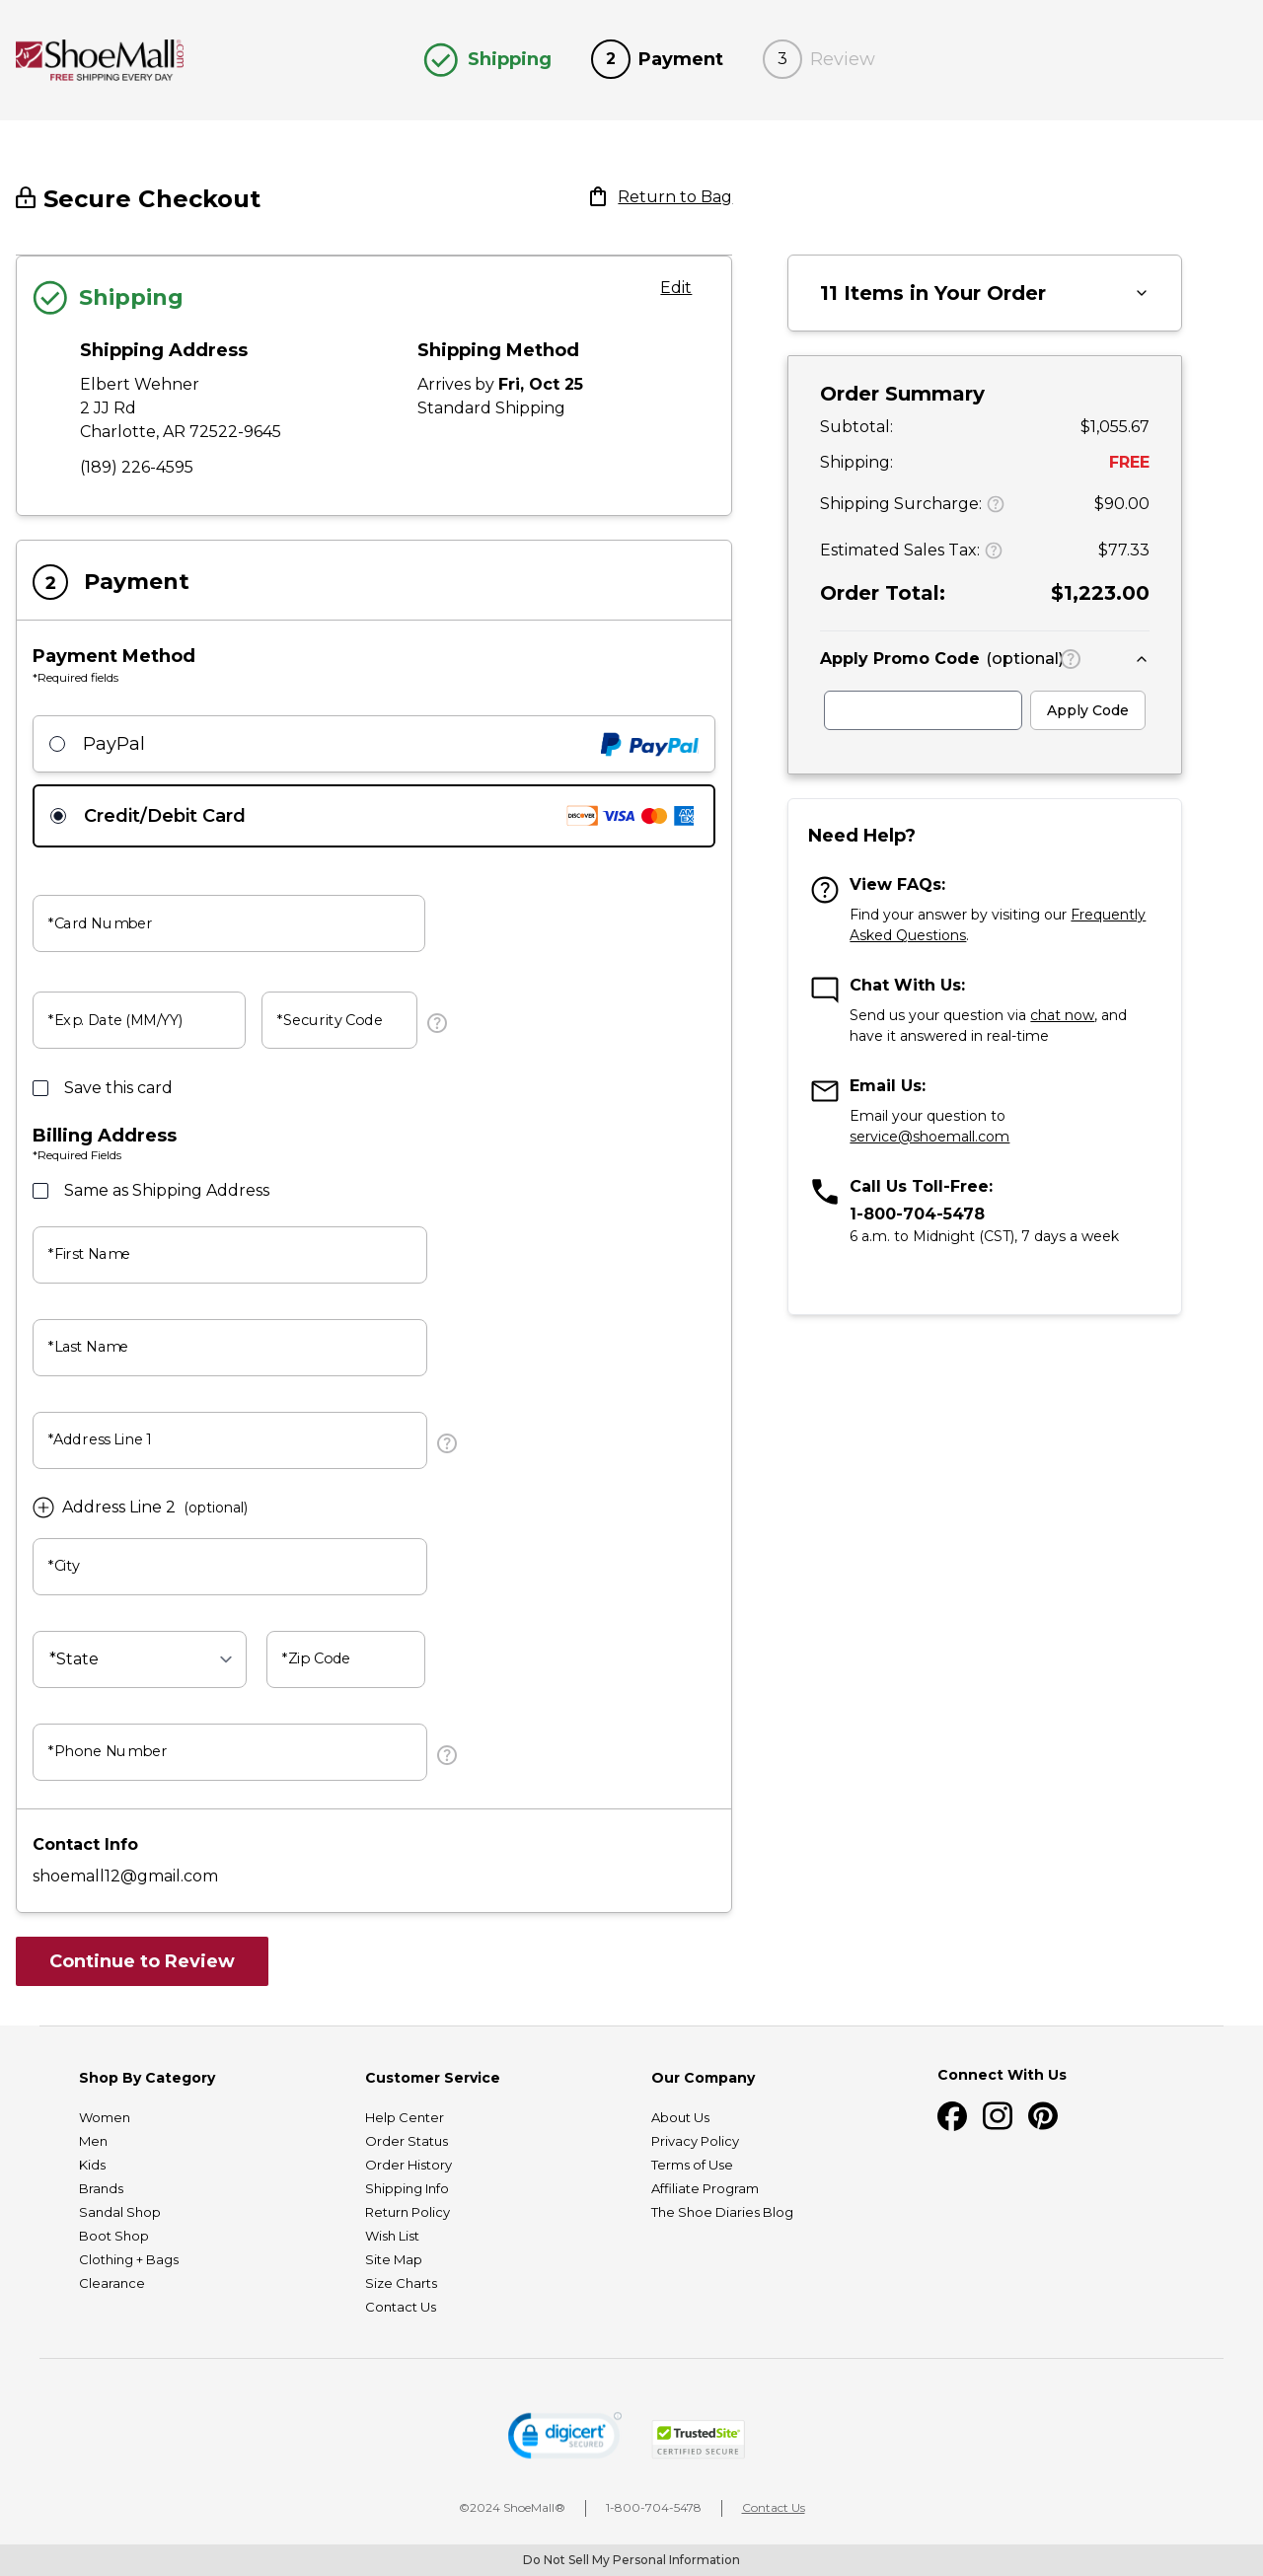 ShoeMall.com
FREE SHIPPING EVERY DAY
Shipping
2 Payment
3 Review
Secure Checkout
Return to Bag
Shipping
Edit
Shipping Address
Elbert Wehner
2 JJ Rd
Charlotte, AR 72522-9645
(189) 226-4595
Shipping Method
Arrives by Fri, Oct 25
Standard Shipping
2 Payment
Payment Method
*Required fields
PayPal
PayPal
Credit/Debit Card
DISCOVER VISA AMEX
*Card Number
*Exp. Date (MM/YY)
*Security Code
?
Save this card
Billing Address
*Required Fields
Same as Shipping Address
*First Name
*Last Name
*Address Line 1
?
Address Line 2 (optional)
*City
*State
*Zip Code
*Phone Number
?
Contact Info
shoemall12@gmail.com
Continue to Review
11 Items in Your Order
Order Summary
Subtotal: $1,055.67
Shipping: FREE
Shipping Surcharge: ? $90.00
Estimated Sales Tax: ? $77.33
Order Total: $1,223.00
Apply Promo Code (optional) ?
Apply Code
Need Help?
?
View FAQs:
Find your answer by visiting our Frequently
Asked Questions.
Chat With Us:
Send us your question via chat now, and
have it answered in real-time
Email Us:
Email your question to
service@shoemall.com
Call Us Toll-Free:
1-800-704-5478
6 a.m. to Midnight (CST), 7 days a week
Shop By Category
Women
Men
Kids
Brands
Sandal Shop
Boot Shop
Clothing + Bags
Clearance
Customer Service
Help Center
Order Status
Order History
Shipping Info
Return Policy
Wish List
Site Map
Size Charts
Contact Us
Our Company
About Us
Privacy Policy
Terms of Use
Affiliate Program
The Shoe Diaries Blog
Connect With Us
digicert
SECURED
TrustedSite
CERTIFIED SECURE
©2024 ShoeMall®
1-800-704-5478
Contact Us
Do Not Sell My Personal Information